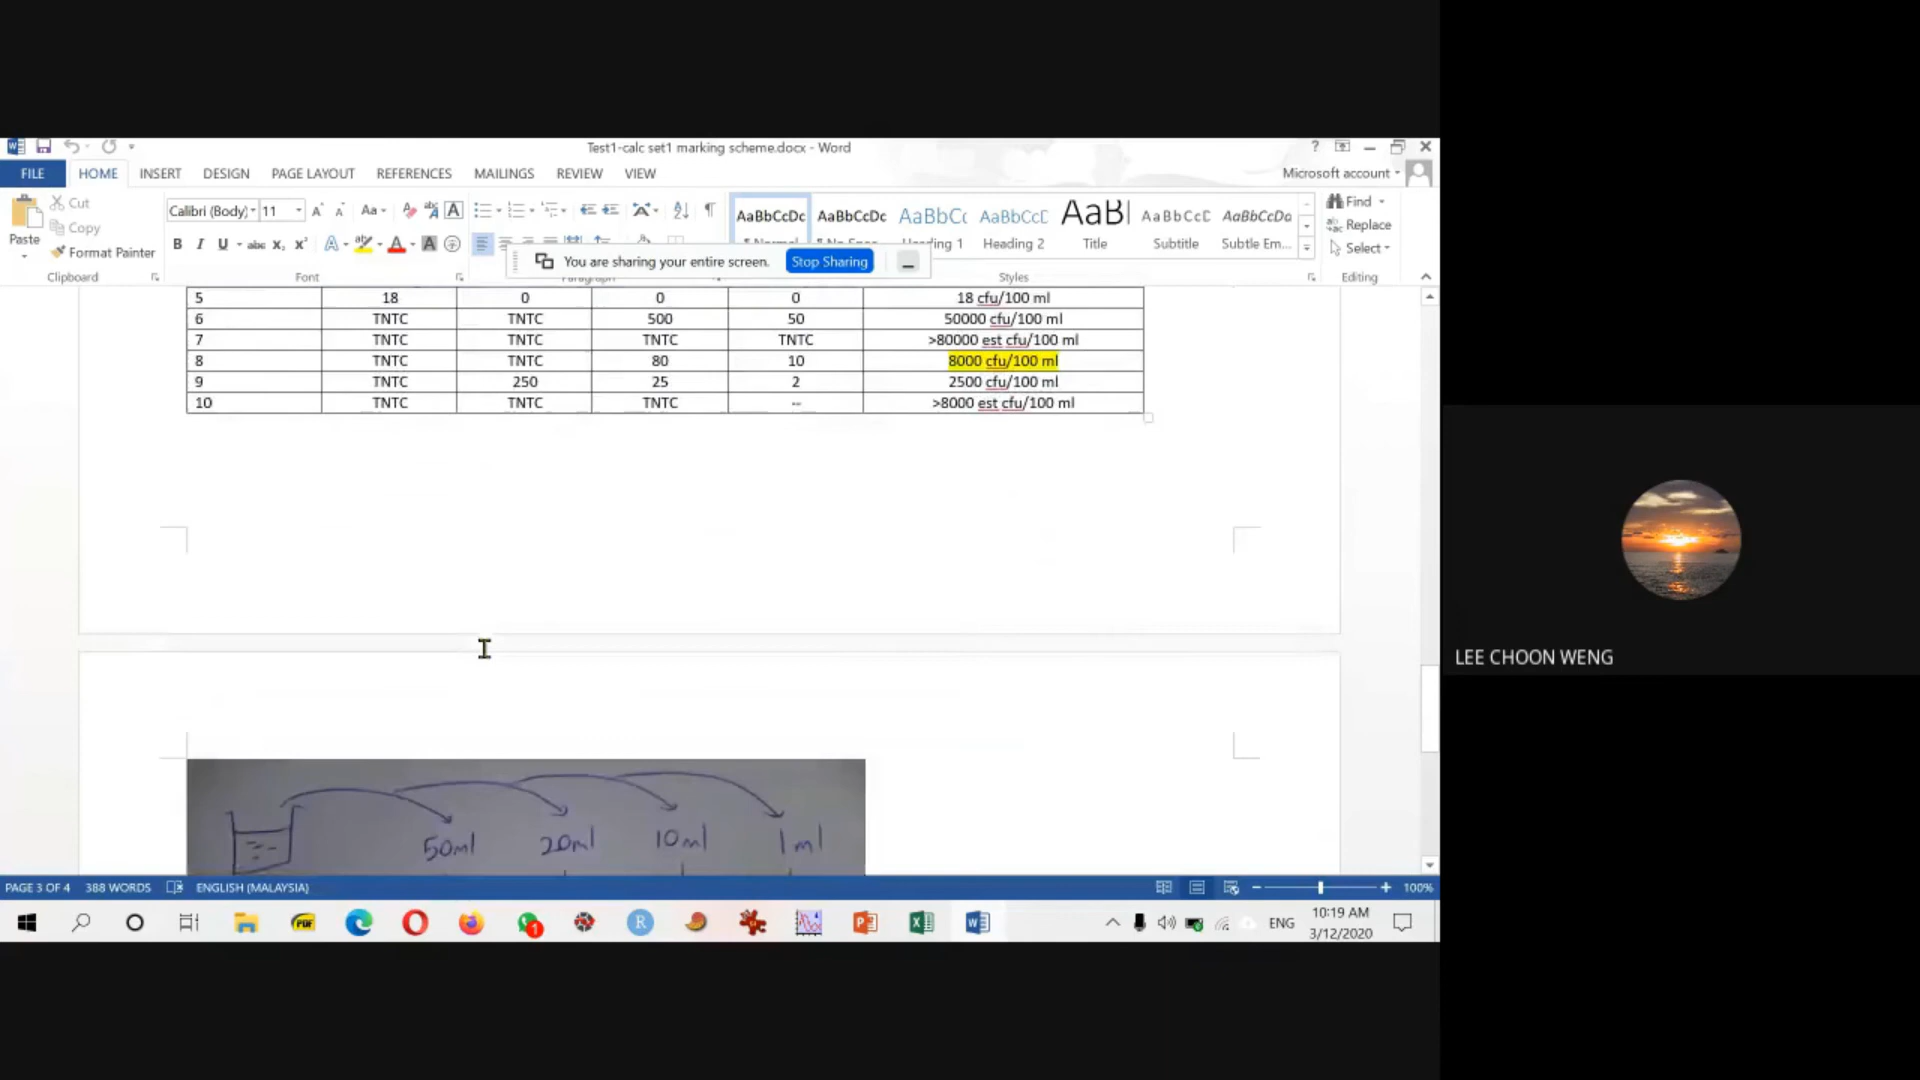 Test1-calc set1 marking scheme.docx - Word
FILE HOME INSERT DESIGN PAGE LAYOUT REFERENCES MAILINGS REVIEW VIEW
Microsoft account
Paste
Cut
Copy
Format Painter
Clipboard
Calibri (Body) 11
Font
You are sharing your entire screen. Stop Sharing
AaBbCcDc AaBbCcDc AaBbCc AaBbCcD AaBl AaBbCcD AaBbCcDa
Heading 2 Title Subtitle Subtle Em...
Styles
Find
Replace
Select
Editing
5 18 0 0 0 18 cfu/100 ml
6 TNTC TNTC 500 50 50000 cfu/100 ml
7 TNTC TNTC TNTC TNTC >80000 est cfu/100 ml
8 TNTC TNTC 80 10 8000 cfu/100 ml
9 TNTC 250 25 2 2500 cfu/100 ml
10 TNTC TNTC TNTC -- >8000 est cfu/100 ml
50ml 20ml 10ml 1ml
PAGE 3 OF 4 388 WORDS ENGLISH (MALAYSIA) 100%
PDF R 1 ENG
10:19 AM
3/12/2020
LEE CHOON WENG